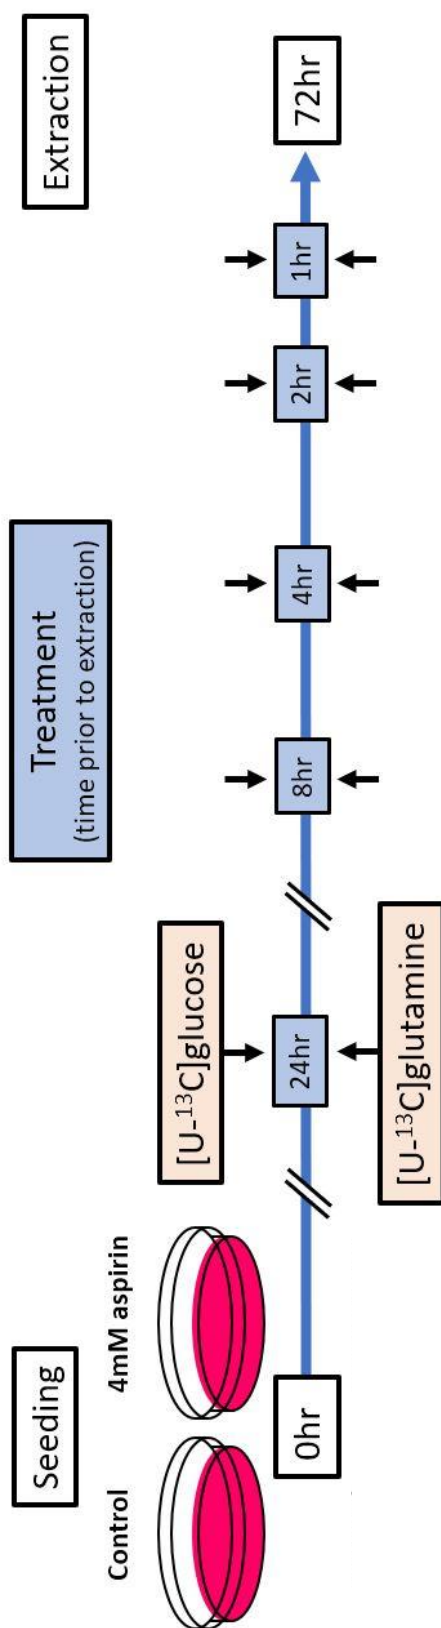 Seeding
Treatment
(time prior to extraction)
Extraction
Control
4mM aspirin
[U-¹³C]glucose
0hr
24hr
8hr
4hr
2hr
1hr
72hr
[U-¹³C]glutamine